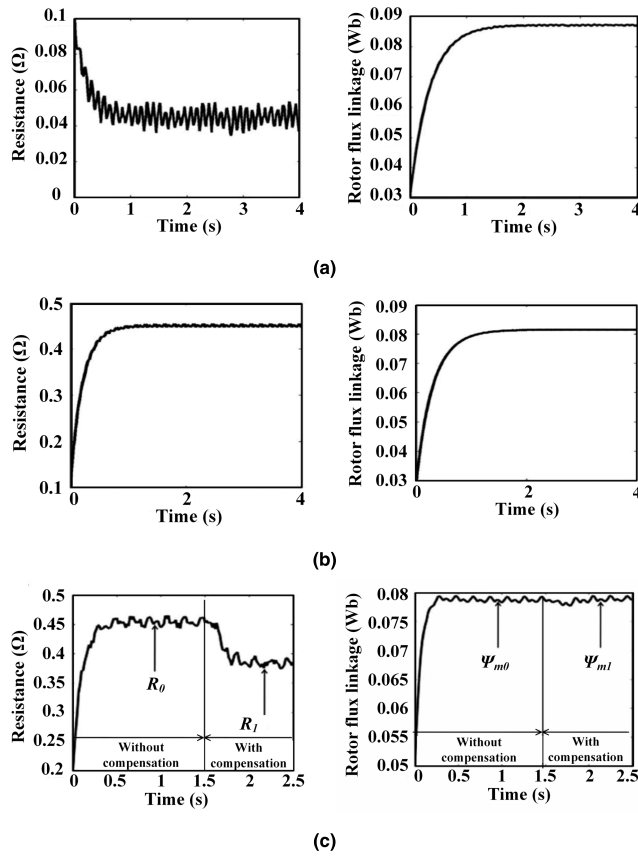 Resistance (Ω)
0.1
0.08
0.06
0.04
0.02
0
0 1 2 3 4
Time (s)
Rotor flux linkage (Wb)
0.09
0.08
0.07
0.06
0.05
0.04
0.03
0 1 2 3 4
Time (s)
(a)
Resistance (Ω)
0.5
0.4
0.3
0.2
0.1
0 2 4
Time (s)
Rotor flux linkage (Wb)
0.09
0.08
0.07
0.06
0.05
0.04
0.03
0 2 4
Time (s)
(b)
Resistance (Ω)
0.5
0.45
0.4
0.35
0.3
0.26
0.2
R0
R1
Without compensation
With compensation
0 0.5 1 1.5 2 2.5
Time (s)
Rotor flux linkage (Wb)
0.08
0.075
0.07
0.065
0.06
0.055
0.05
Ψm0
Ψm1
Without compensation
With compensation
0 0.5 1 1.5 2 2.5
Time (s)
(c)